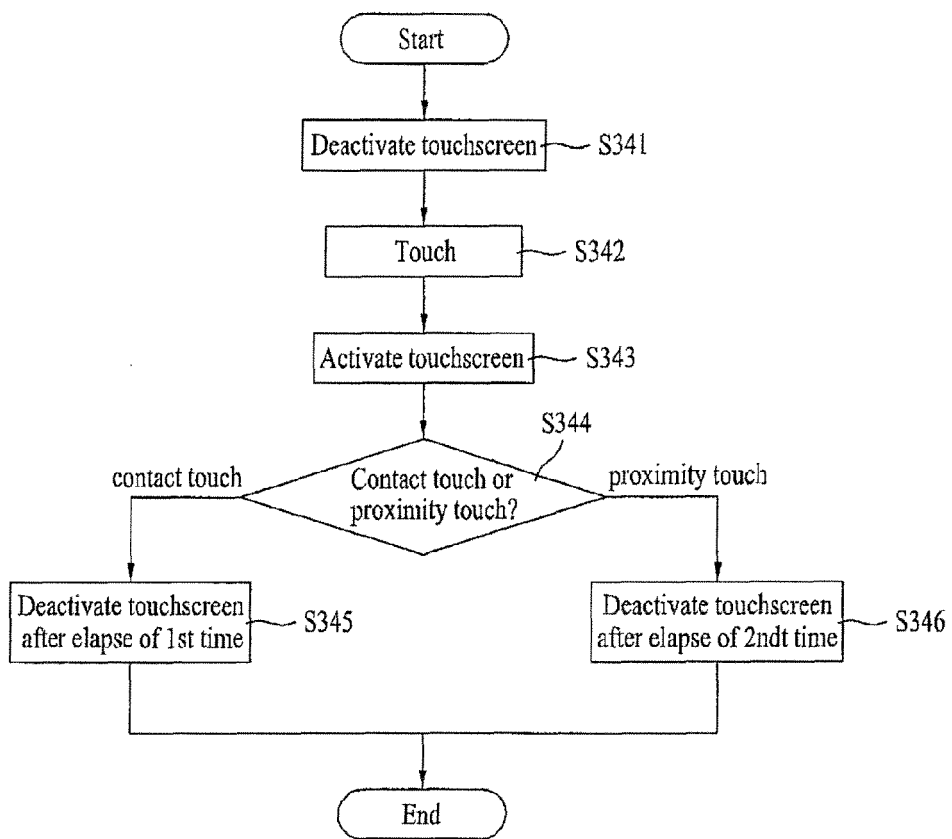 Start
Deactivate touchscreen
S341
Touch
S342
Activate touchscreen
S343
S344
contact touch
Contact touch or
proximity touch?
proximity touch
Deactivate touchscreen
after elapse of 1st time
S345
Deactivate touchscreen
after elapse of 2ndt time
S346
End